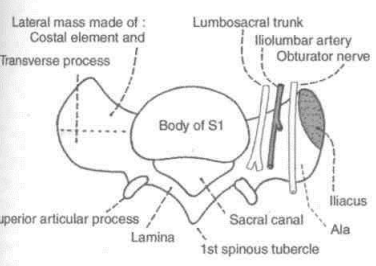 Lateral mass made of :
Costal element and
Transverse process
Lumbosacral trunk
Iliolumbar artery
Obturator nerve
Body of S1
Iliacus
Ala
Sacral canal
1st spinous tubercle
Lamina
uperior articular process